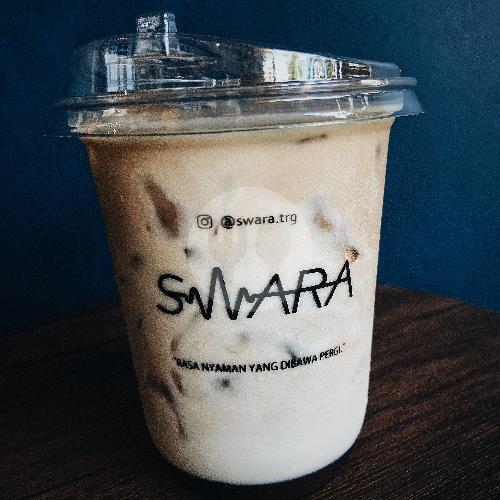 @swara.trg
SWARA
"RASA NYAMAN YANG DIBAWA PERGI."